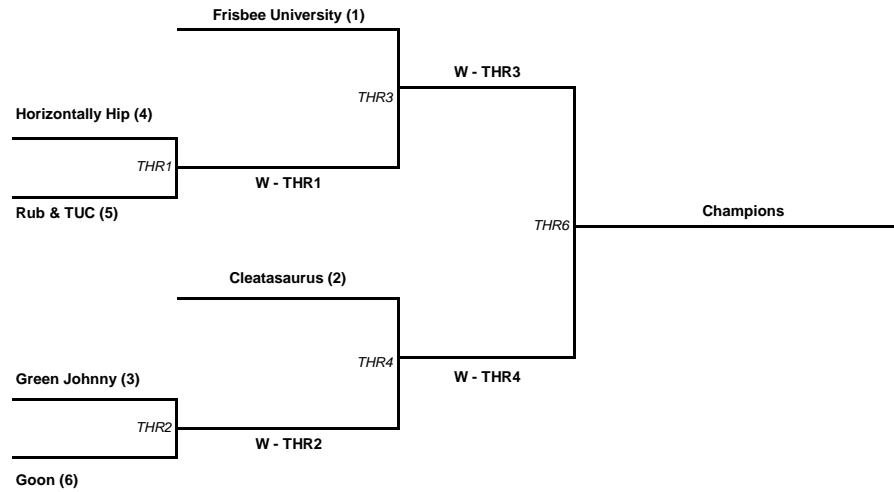 Frisbee University (1)
W - THR3
THR3
Horizontally Hip (4)
THR1
W - THR1
Rub & TUC (5)
Champions
THR6
Cleatasaurus (2)
THR4
W - THR4
Green Johnny (3)
THR2
W - THR2
Goon (6)